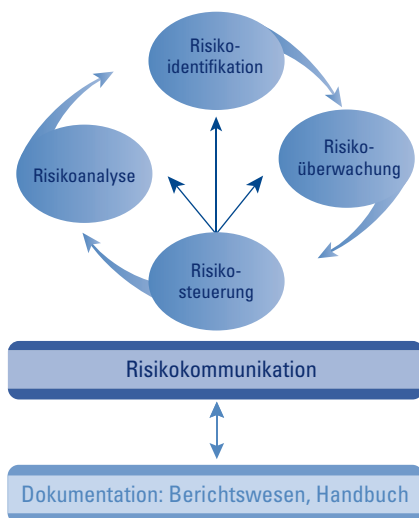 Risiko-
identifikation
Risikoanalyse
Risiko-
überwachung
Risiko-
steuerung
Risikokommunikation
Dokumentation: Berichtswesen, Handbuch